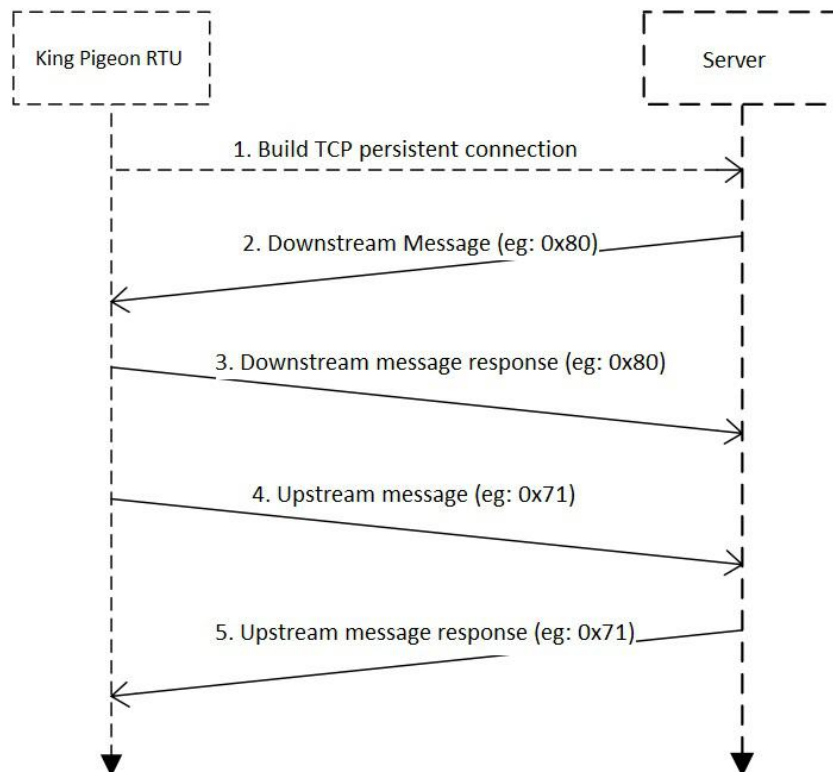 King Pigeon RTU
Server
1. Build TCP persistent connection
2. Downstream Message (eg: 0x80)
3. Downstream message response (eg: 0x80)
4. Upstream message (eg: 0x71)
5. Upstream message response (eg: 0x71)